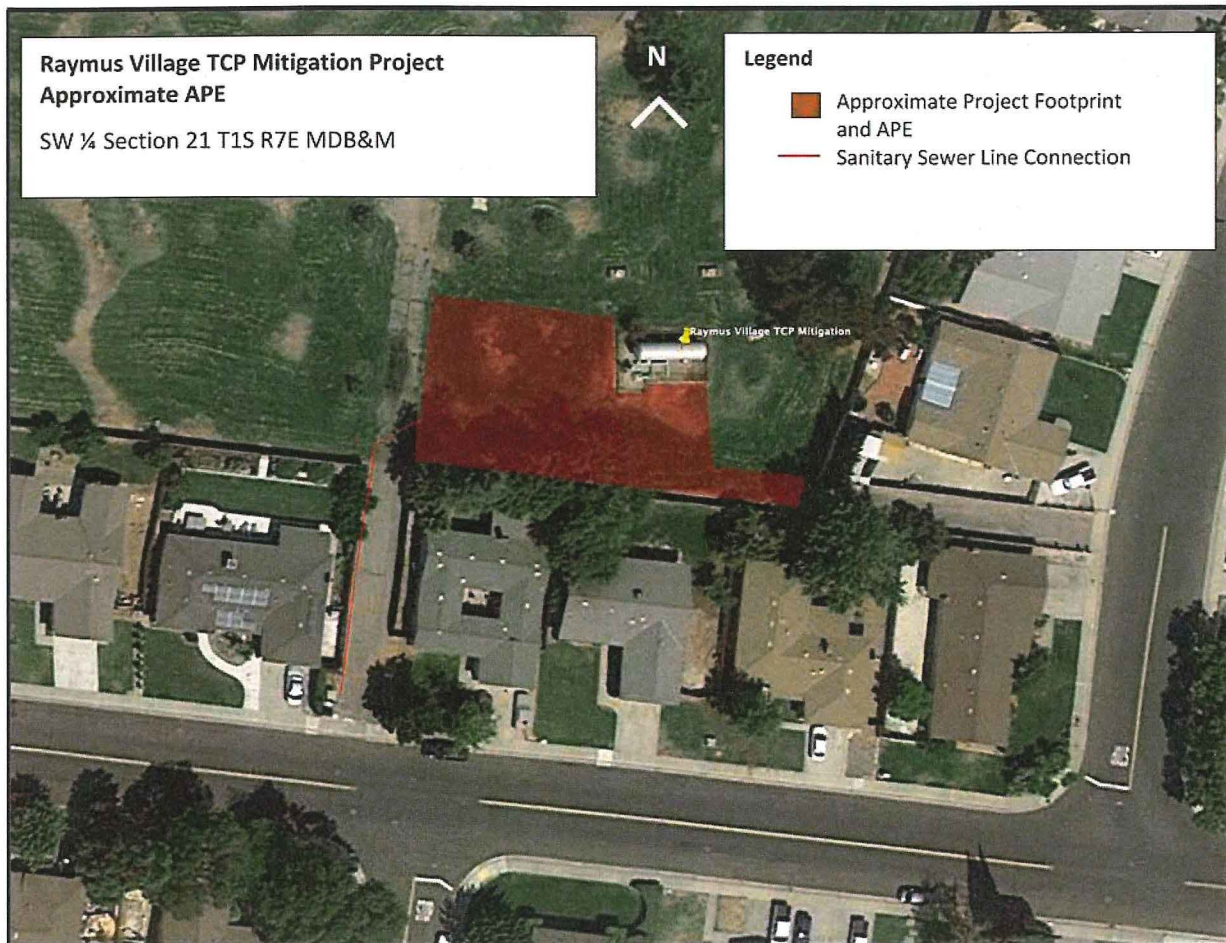 Raymus Village TCP Mitigation Project
Approximate APE
SW ¼ Section 21 T1S R7E MDB&M
N
Legend
Approximate Project Footprint
and APE
Sanitary Sewer Line Connection
Raymus Village TCP Mitigation